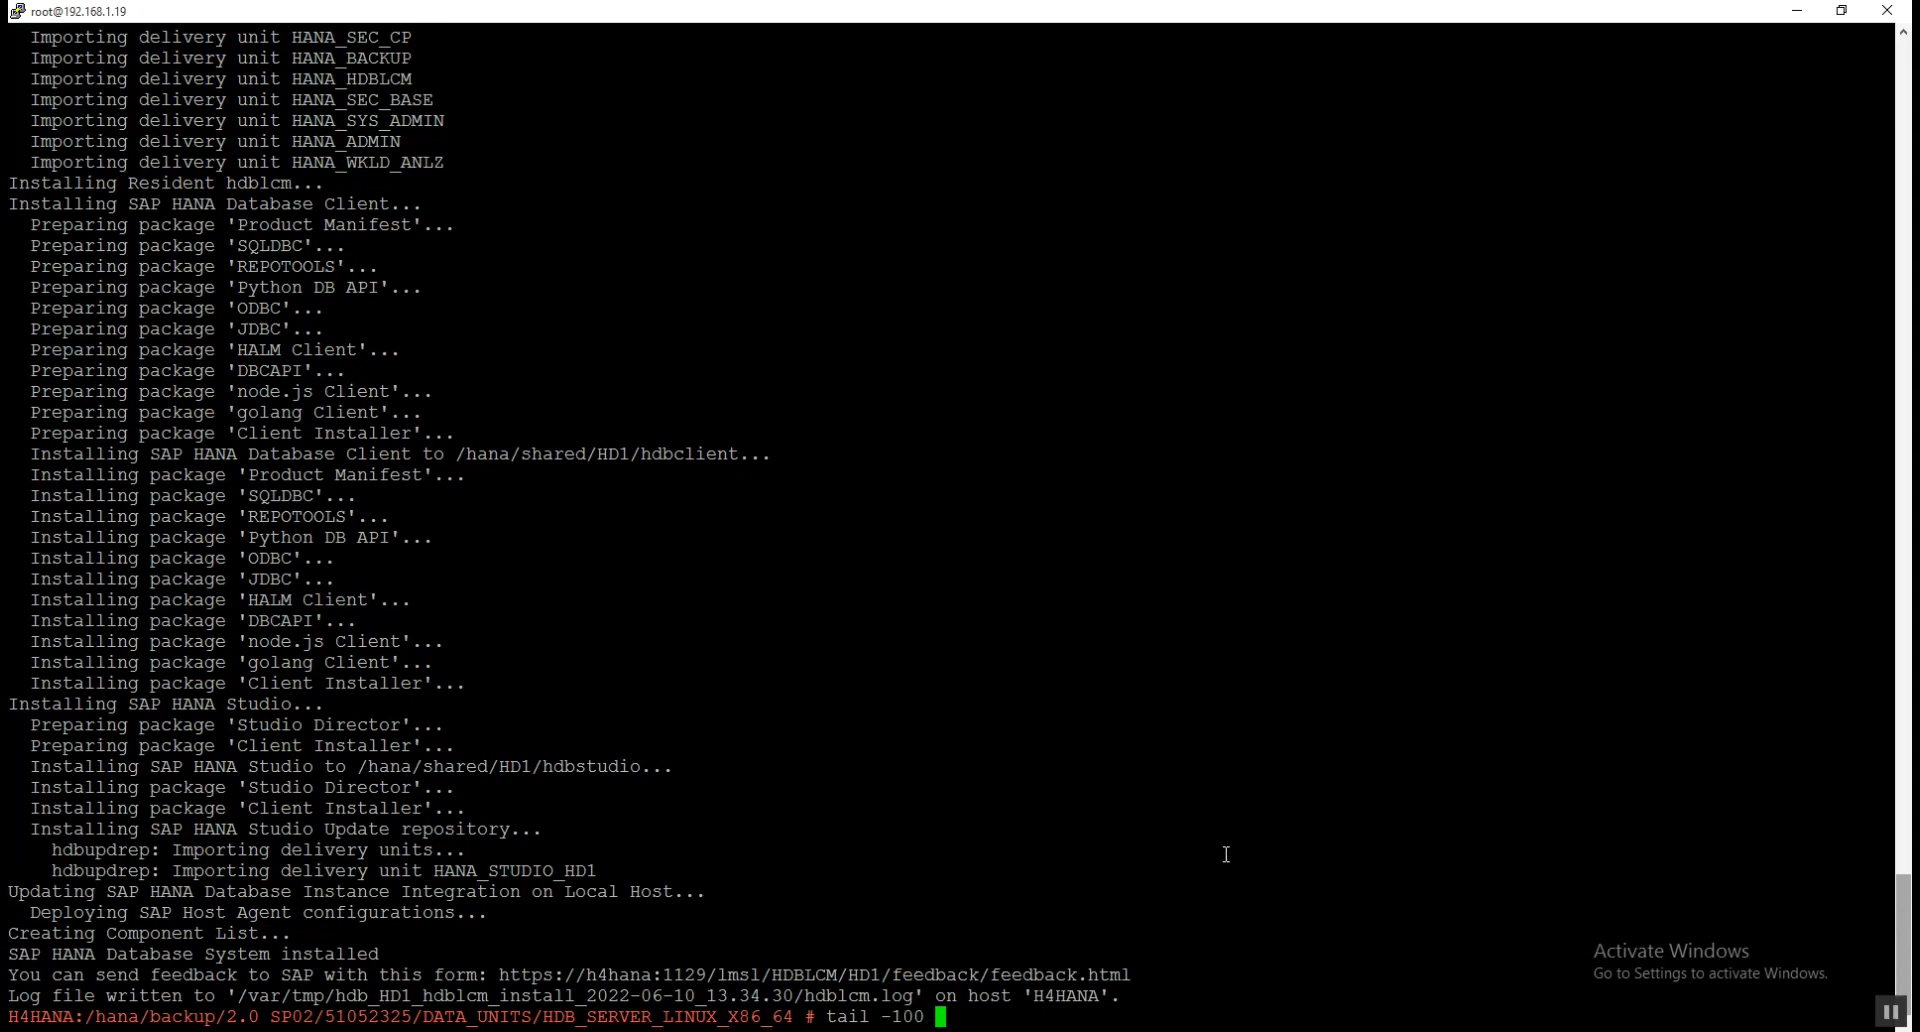 root@192.168.1.19
Importing delivery unit HANA_SEC_CP
Importing delivery unit HANA_BACKUP
Importing delivery unit HANA_HDBLCM
Importing delivery unit HANA_SEC_BASE
Importing delivery unit HANA_SYS_ADMIN
Importing delivery unit HANA_ADMIN
Importing delivery unit HANA_WKLD_ANLZ
Installing Resident hdblcm...
Installing SAP HANA Database Client...
Preparing package 'Product Manifest'...
Preparing package 'SQLDBC'...
Preparing package 'REPOTOOLS'...
Preparing package 'Python DB API'...
Preparing package 'ODBC'...
Preparing package 'JDBC'...
Preparing package 'HALM Client'...
Preparing package 'DBCAPI'...
Preparing package 'node.js Client'...
Preparing package 'golang Client'...
Preparing package 'Client Installer'...
Installing SAP HANA Database Client to /hana/shared/HD1/hdbclient...
Installing package 'Product Manifest'...
Installing package 'SQLDBC'...
Installing package 'REPOTOOLS'...
Installing package 'Python DB API'...
Installing package 'ODBC'...
Installing package 'JDBC'...
Installing package 'HALM Client'...
Installing package 'DBCAPI'...
Installing package 'node.js Client'...
Installing package 'golang Client'...
Installing package 'Client Installer'...
Installing SAP HANA Studio...
Preparing package 'Studio Director'...
Preparing package 'Client Installer'...
Installing SAP HANA Studio to /hana/shared/HD1/hdbstudio...
Installing package 'Studio Director'...
Installing package 'Client Installer'...
Installing SAP HANA Studio Update repository...
hdbupdrep: Importing delivery units...
hdbupdrep: Importing delivery unit HANA_STUDIO_HD1
Updating SAP HANA Database Instance Integration on Local Host...
Deploying SAP Host Agent configurations...
Creating Component List...
SAP HANA Database System installed
You can send feedback to SAP with this form: https://h4hana:1129/lmsl/HDBLCM/HD1/feedback/feedback.html
Log file written to '/var/tmp/hdb_HD1_hdblcm_install_2022-06-10_13.34.30/hdblcm.log' on host 'H4HANA'.
H4HANA:/hana/backup/2.0 SP02/51052325/DATA_UNITS/HDB_SERVER_LINUX_X86_64 # tail -100
Activate Windows
Go to Settings to activate Windows.